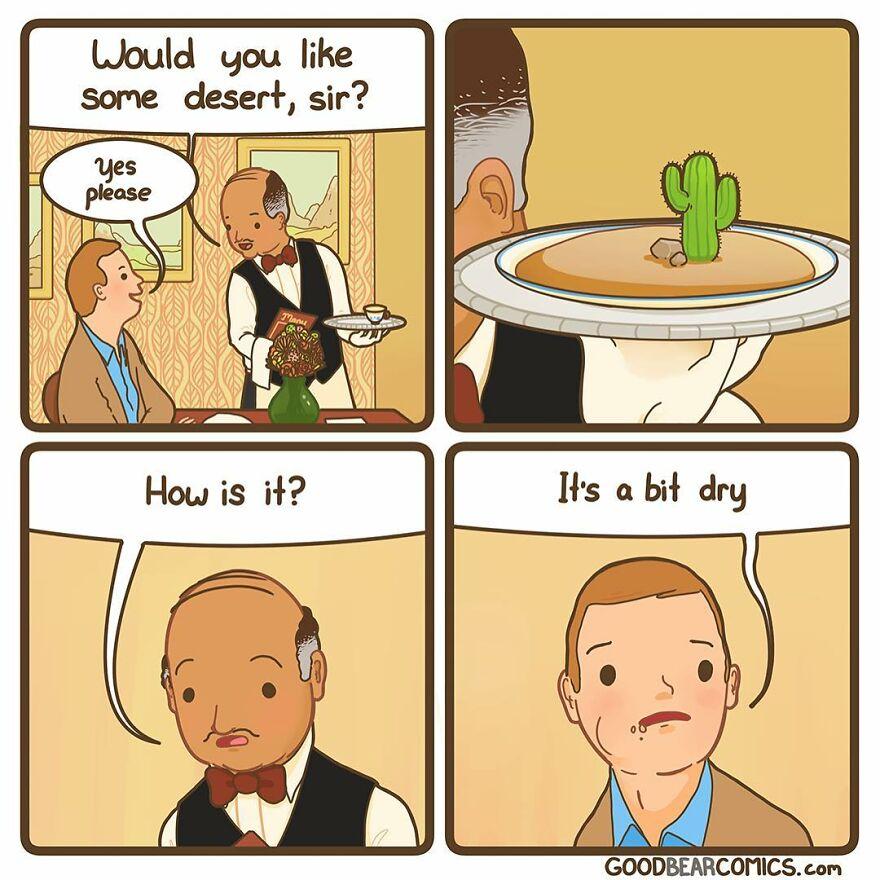 Would you like
some desert, sir?
Yes
please
Menu
How is it?
It's a bit dry
GOODBEARCOMICS.com